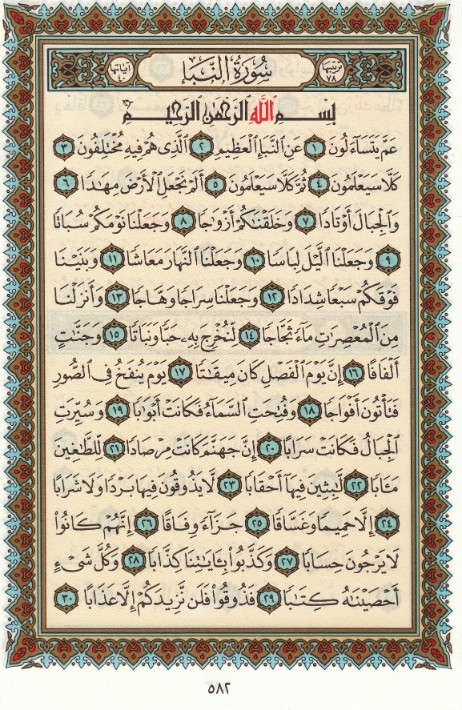 ترتيبها ٧٨ سُورَةُ النَّبَإِ آياتها ٤٠
بِسْمِ ٱللَّهِ ٱلرَّحْمَٰنِ ٱلرَّحِيمِ
عَمَّ يَتَسَآءَلُونَ ١ عَنِ ٱلنَّبَإِ ٱلْعَظِيمِ ٢ ٱلَّذِى هُمْ فِيهِ مُخْتَلِفُونَ ٣
كَلَّا سَيَعْلَمُونَ ٤ ثُمَّ كَلَّا سَيَعْلَمُونَ ٥ أَلَمْ نَجْعَلِ ٱلْأَرْضَ مِهَٰدًا ٦
وَٱلْجِبَالَ أَوْتَادًا ٧ وَخَلَقْنَٰكُمْ أَزْوَٰجًا ٨ وَجَعَلْنَا نَوْمَكُمْ سُبَاتًا
٩ وَجَعَلْنَا ٱلَّيْلَ لِبَاسًا ١٠ وَجَعَلْنَا ٱلنَّهَارَ مَعَاشًا ١١ وَبَنَيْنَا
فَوْقَكُمْ سَبْعًا شِدَادًا ١٢ وَجَعَلْنَا سِرَاجًا وَهَّاجًا ١٣ وَأَنزَلْنَا
مِنَ ٱلْمُعْصِرَٰتِ مَآءً ثَجَّاجًا ١٤ لِّنُخْرِجَ بِهِۦ حَبًّا وَنَبَاتًا ١٥ وَجَنَّٰتٍ
أَلْفَافًا ١٦ إِنَّ يَوْمَ ٱلْفَصْلِ كَانَ مِيقَٰتًا ١٧ يَوْمَ يُنفَخُ فِى ٱلصُّورِ
فَتَأْتُونَ أَفْوَاجًا ١٨ وَفُتِحَتِ ٱلسَّمَآءُ فَكَانَتْ أَبْوَٰبًا ١٩ وَسُيِّرَتِ
ٱلْجِبَالُ فَكَانَتْ سَرَابًا ٢٠ إِنَّ جَهَنَّمَ كَانَتْ مِرْصَادًا ٢١ لِّلطَّٰغِينَ
مَـَٔابًا ٢٢ لَّٰبِثِينَ فِيهَآ أَحْقَابًا ٢٣ لَّا يَذُوقُونَ فِيهَا بَرْدًا وَلَا شَرَابًا
٢٤ إِلَّا حَمِيمًا وَغَسَّاقًا ٢٥ جَزَآءً وِفَاقًا ٢٦ إِنَّهُمْ كَانُوا۟
لَا يَرْجُونَ حِسَابًا ٢٧ وَكَذَّبُوا۟ بِـَٔايَٰتِنَا كِذَّابًا ٢٨ وَكُلَّ شَىْءٍ
أَحْصَيْنَٰهُ كِتَٰبًا ٢٩ فَذُوقُوا۟ فَلَن نَّزِيدَكُمْ إِلَّا عَذَابًا ٣٠
٥٨٢